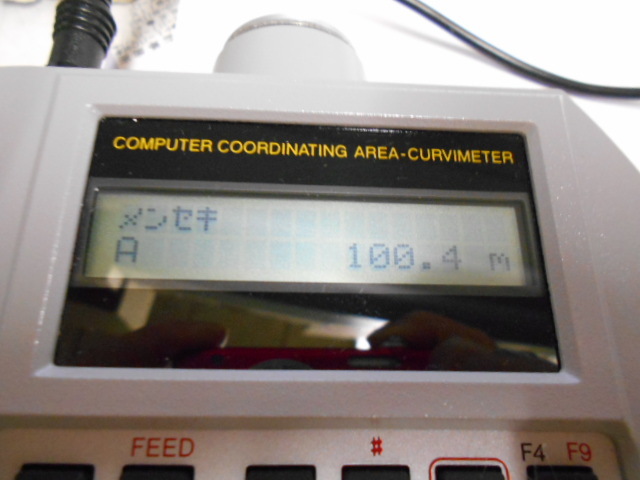 COMPUTER COORDINATING AREA-CURVIMETER
メンセキ
A 100.4 m
FEED # F4 F9